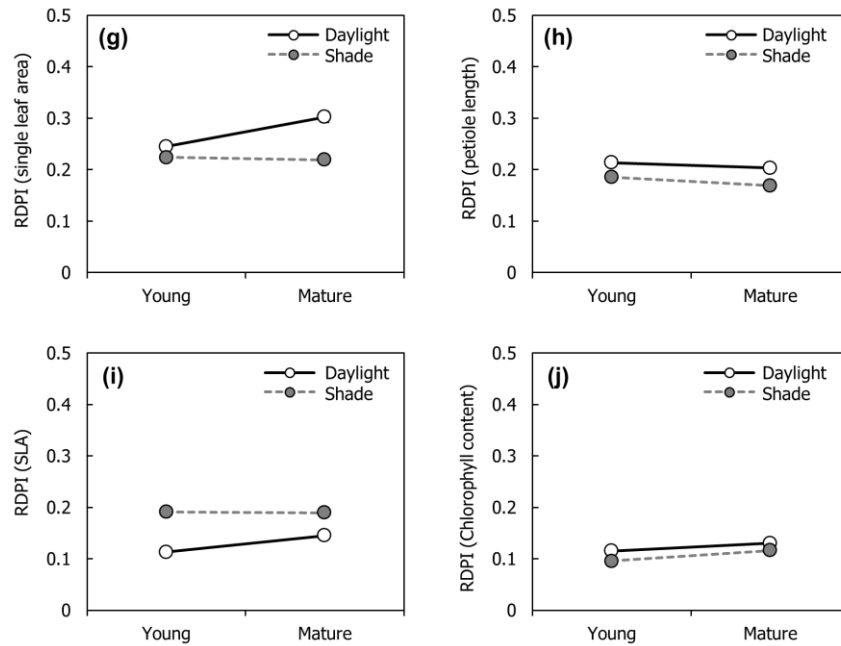 (g)
Daylight
Shade
RDPI (single leaf area)
0.5
0.4
0.3
0.2
0.1
0
Young
Mature
(h)
Daylight
Shade
RDPI (petiole length)
0.5
0.4
0.3
0.2
0.1
0
Young
Mature
(i)
Daylight
Shade
RDPI (SLA)
0.5
0.4
0.3
0.2
0.1
0
Young
Mature
(j)
Daylight
Shade
RDPI (Chlorophyll content)
0.5
0.4
0.3
0.2
0.1
0
Young
Mature